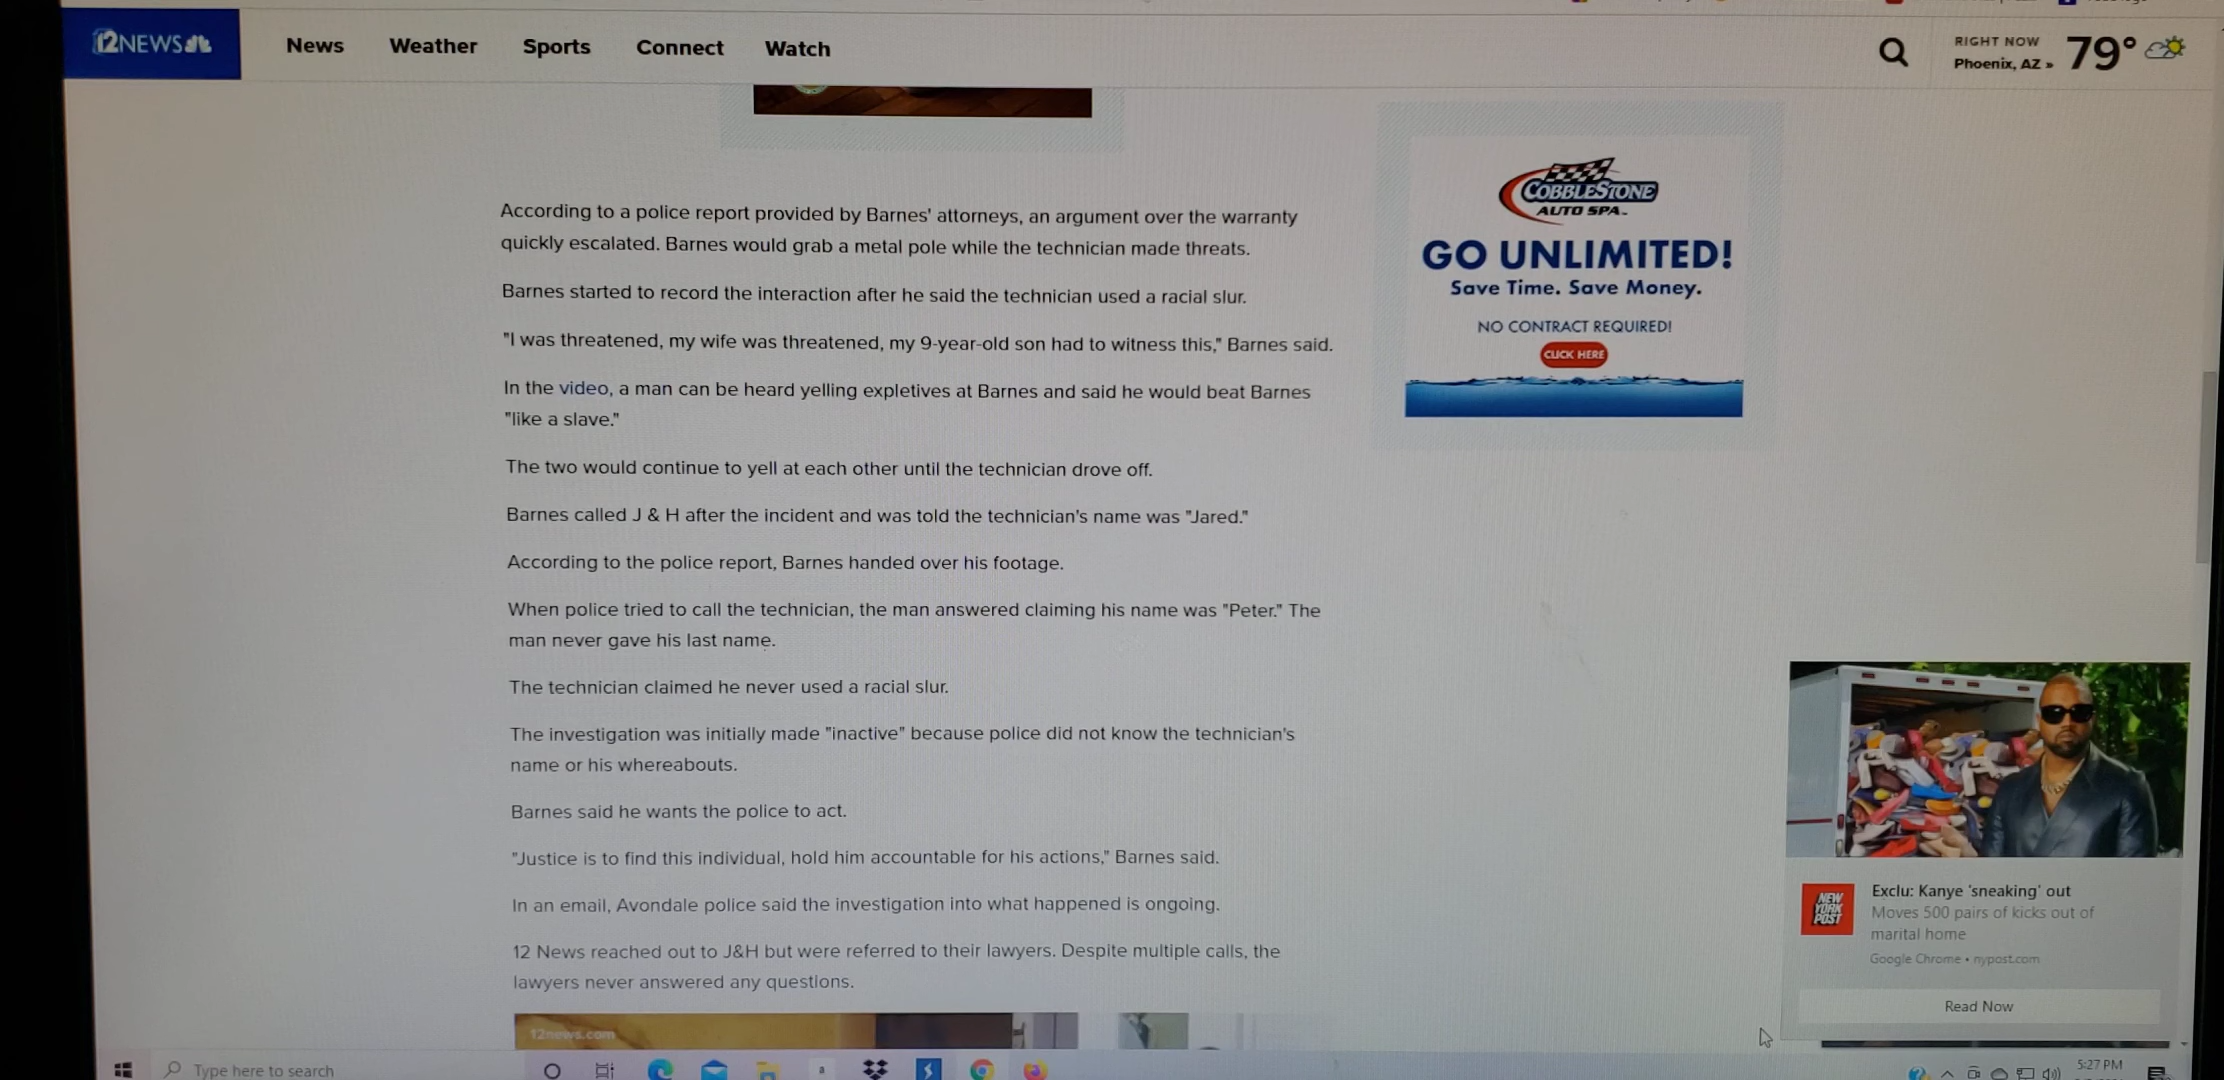 12NEWS
News
Weather
Sports
Connect
Watch
RIGHT NOW
Phoenix, AZ »
79°
According to a police report provided by Barnes' attorneys, an argument over the warranty
quickly escalated. Barnes would grab a metal pole while the technician made threats.
Barnes started to record the interaction after he said the technician used a racial slur.
"I was threatened, my wife was threatened, my 9-year-old son had to witness this," Barnes said.
In the video, a man can be heard yelling expletives at Barnes and said he would beat Barnes
"like a slave."
The two would continue to yell at each other until the technician drove off.
Barnes called J & H after the incident and was told the technician's name was "Jared."
According to the police report, Barnes handed over his footage.
When police tried to call the technician, the man answered claiming his name was "Peter." The
man never gave his last name.
The technician claimed he never used a racial slur.
The investigation was initially made "inactive" because police did not know the technician's
name or his whereabouts.
Barnes said he wants the police to act.
"Justice is to find this individual, hold him accountable for his actions," Barnes said.
In an email, Avondale police said the investigation into what happened is ongoing.
12 News reached out to J&H but were referred to their lawyers. Despite multiple calls, the
lawyers never answered any questions.
12news.com
COBBLESTONE
AUTO SPA
GO UNLIMITED!
Save Time. Save Money.
NO CONTRACT REQUIRED!
CLICK HERE
NEW
YORK
POST
Exclu: Kanye 'sneaking' out
Moves 500 pairs of kicks out of
marital home
Google Chrome • nypost.com
Read Now
Type here to search
a
5:27 PM